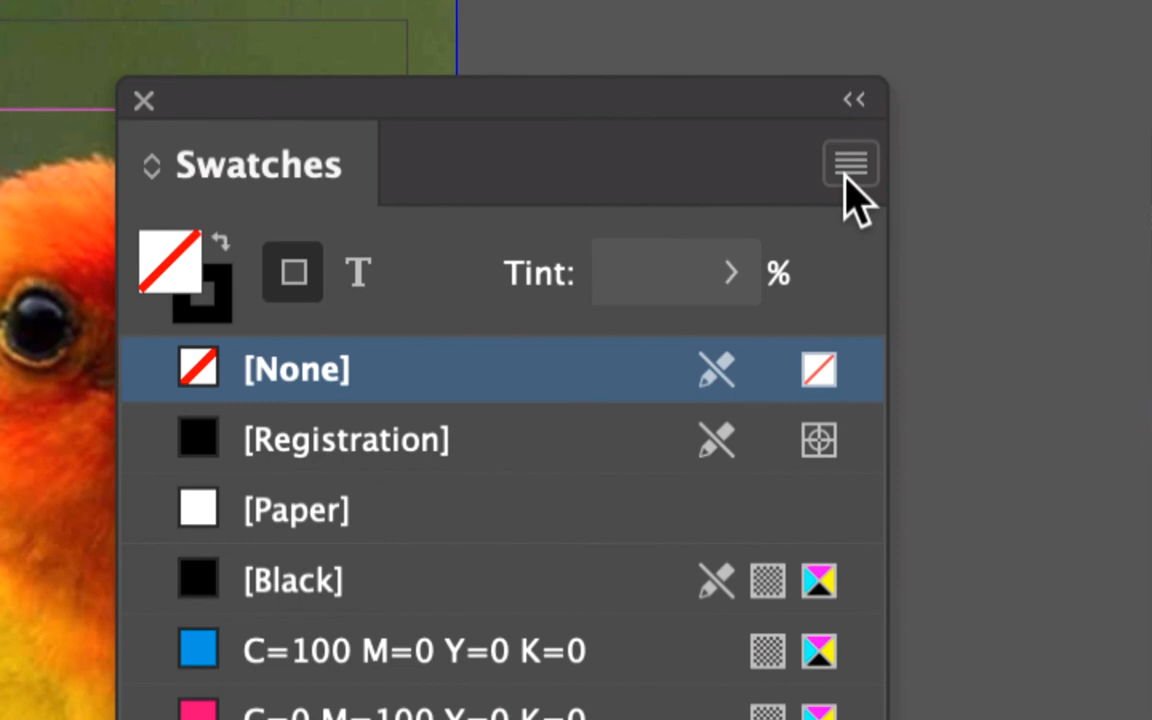 Swatches
T Tint: %
[None]
[Registration]
[Paper]
[Black]
C=100 M=0 Y=0 K=0
C=0 M=100 Y=0 K=0